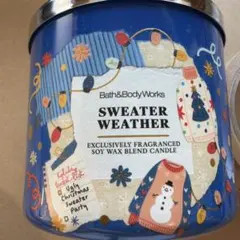 Bath&BodyWorks
SWEATER
WEATHER
EXCLUSIVELY FRAGRANCED
SOY WAX BLEND CANDLE
Ugly
Christmas
Sweater
Party